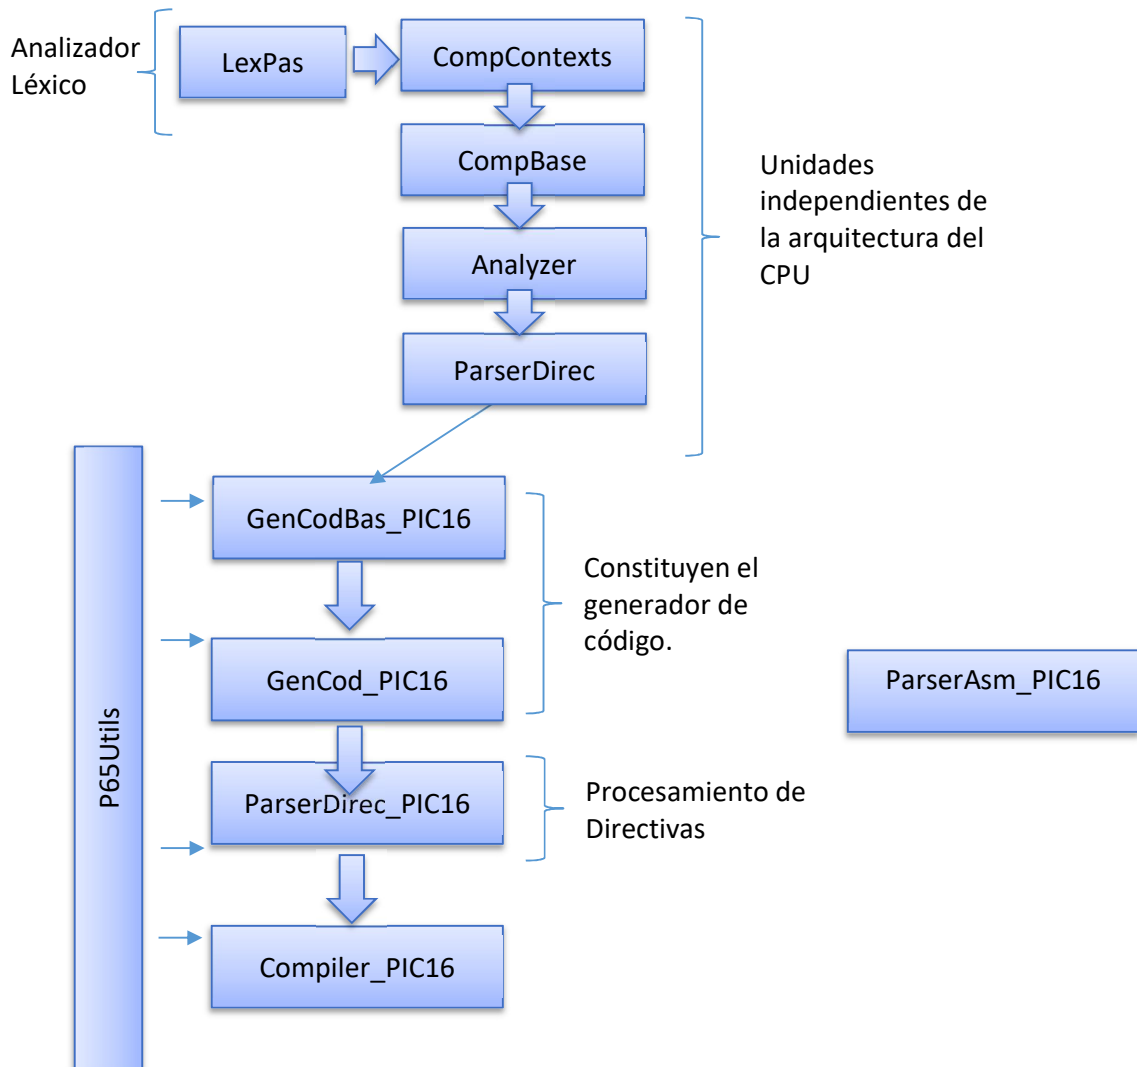 Analizador
Léxico
LexPas
CompContexts
CompBase
Analyzer
ParserDirec
Unidades
independientes de
la arquitectura del
CPU
P65Utils
GenCodBas_PIC16
GenCod_PIC16
Constituyen el
generador de
código.
ParserAsm_PIC16
ParserDirec_PIC16
Procesamiento de
Directivas
Compiler_PIC16